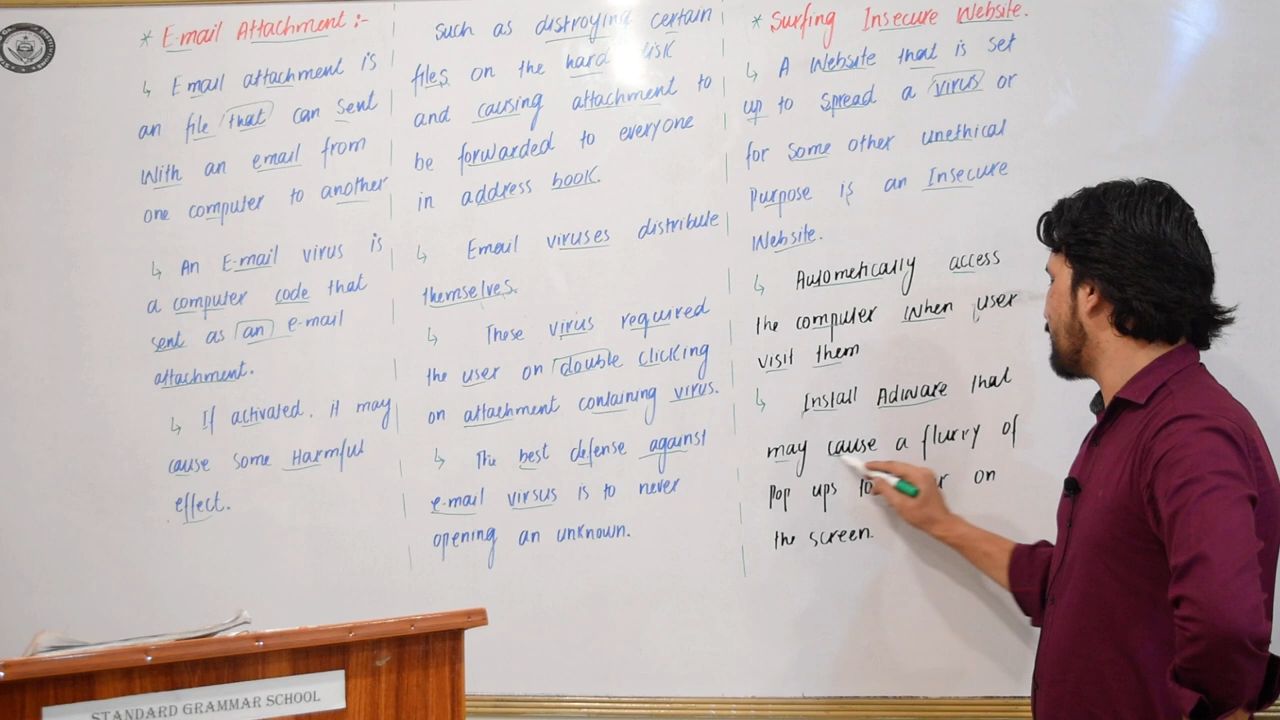 * E-mail Attachment :-
↳ Email attachment is
an file that can sent
With an email from
one computer to another
↳ An E-mail virus is
a computer code that
sent as an e-mail
attachment.
↳ If activated, it may
cause some Harmful
effect.
such as distroying certain
files on the hard disk
and causing attachment to
be forwarded to everyone
in address book.
↳ Email viruses distribute
themselves.
↳ These virus required
the user on double clicking
on attachment containing virus.
↳ The best defense against
e-mail virsus is to never
opening an unknown.
* Surfing Insecure Website.
↳ A Website that is set
up to spread a virus or
for some other unethical
Purpose is an Insecure
Website.
↳ Autometically access
the computer When user
visit them
↳ Install Adware that
may cause a flurry of
Pop ups on
the screen.
STANDARD GRAMMAR SCHOOL